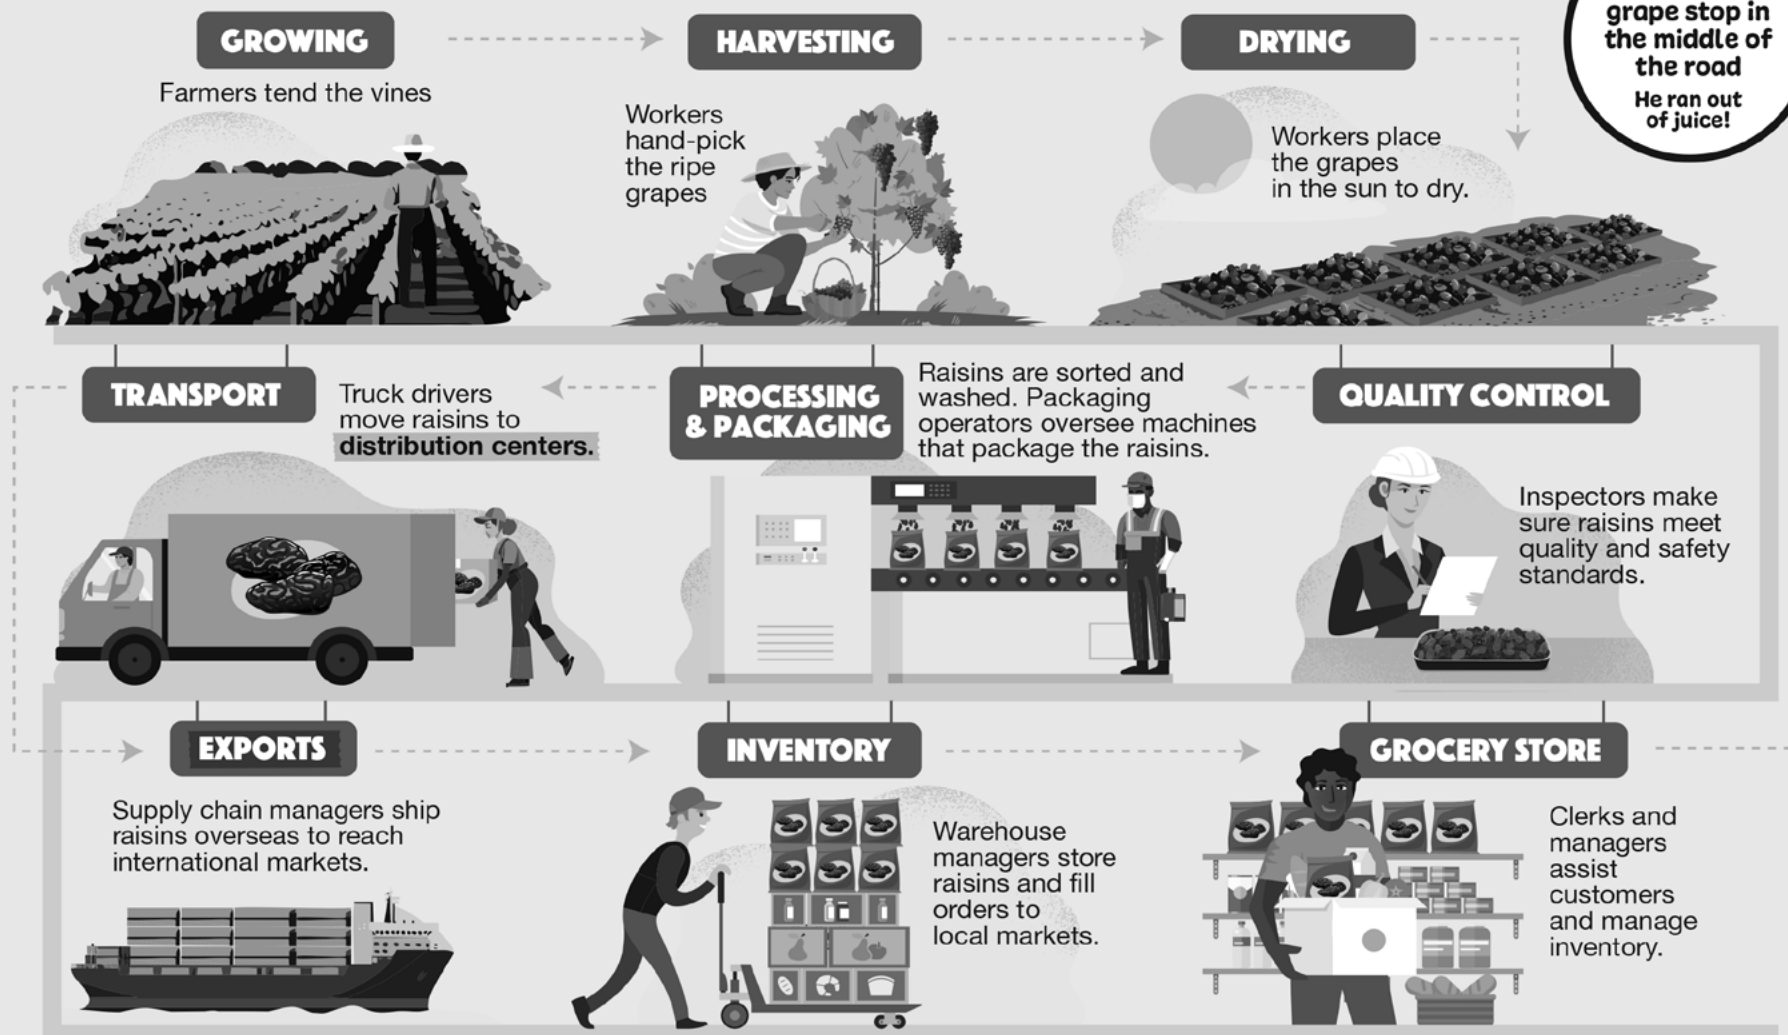 GROWING
Farmers tend the vines
HARVESTING
Workers
hand-pick
the ripe
grapes
DRYING
Workers place
the grapes
in the sun to dry.
grape stop in
the middle of
the road
He ran out
of juice!
QUALITY CONTROL
Inspectors make
sure raisins meet
quality and safety
standards.
PROCESSING
& PACKAGING
Raisins are sorted and
washed. Packaging
operators oversee machines
that package the raisins.
TRANSPORT
Truck drivers
move raisins to
distribution centers.
EXPORTS
Supply chain managers ship
raisins overseas to reach
international markets.
INVENTORY
Warehouse
managers store
raisins and fill
orders to
local markets.
GROCERY STORE
Clerks and
managers
assist
customers
and manage
inventory.